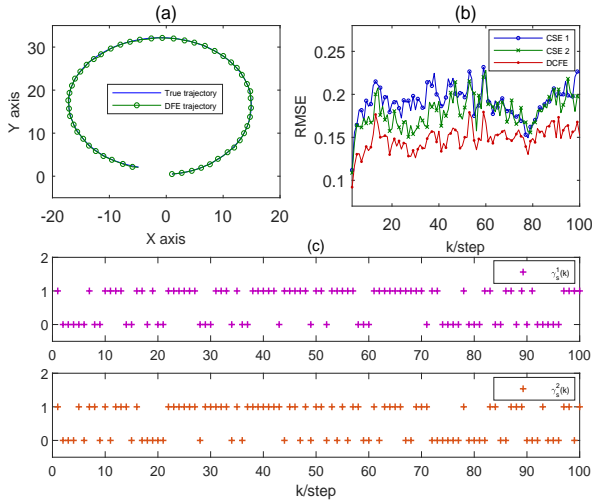 (a)
Y axis
30
20
10
0
True trajectory
DFE trajectory
-20 -10 0 10 20
X axis
(b)
RMSE
0.25
0.2
0.15
0.1
CSE 1
CSE 2
DCFE
20 40 60 80 100
k/step
(c)
2
1
0
γs1(k)
0 10 20 30 40 50 60 70 80 90 100
2
1
0
γs2(k)
0 10 20 30 40 50 60 70 80 90 100
k/step